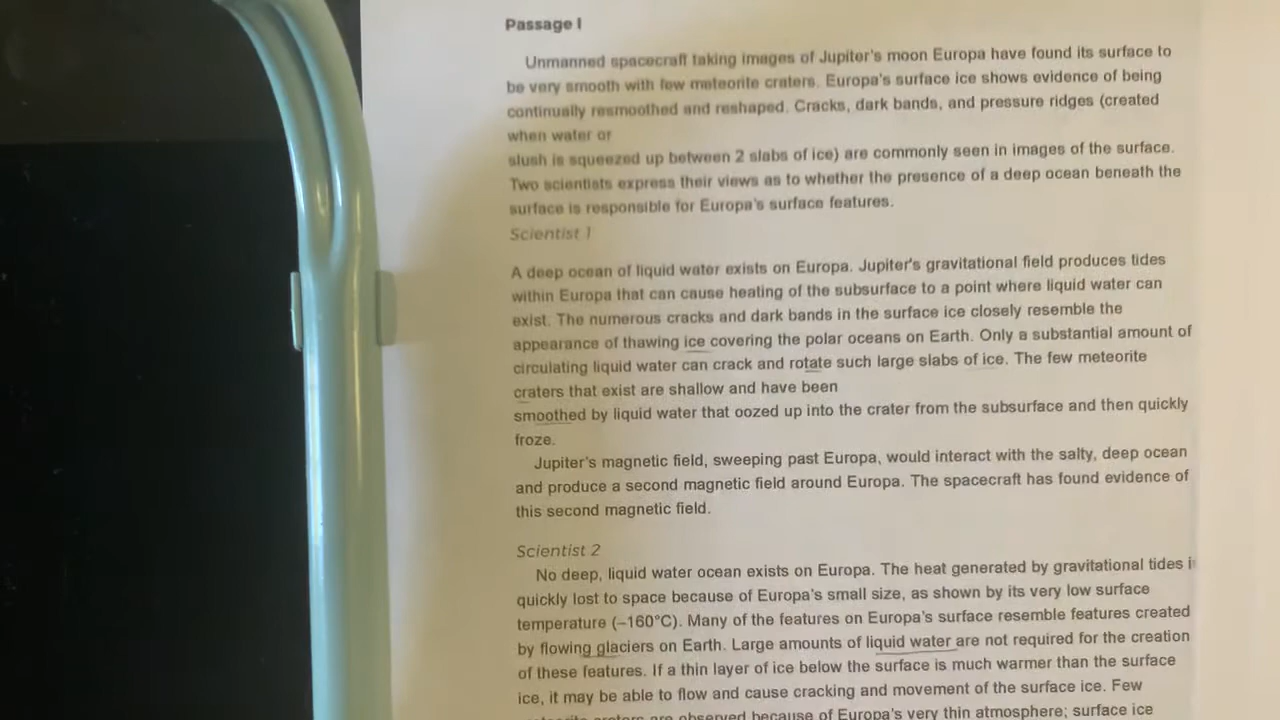 Passage I
Unmanned spacecraft taking images of Jupiter's moon Europa have found its surface to
be very smooth with few meteorite craters. Europa's surface ice shows evidence of being
continually resmoothed and reshaped. Cracks, dark bands, and pressure ridges (created
when water or
slush is squeezed up between 2 slabs of ice) are commonly seen in images of the surface.
Two scientists express their views as to whether the presence of a deep ocean beneath the
surface is responsible for Europa's surface features.
Scientist 1
A deep ocean of liquid water exists on Europa. Jupiter's gravitational field produces tides
within Europa that can cause heating of the subsurface to a point where liquid water can
exist. The numerous cracks and dark bands in the surface ice closely resemble the
appearance of thawing ice covering the polar oceans on Earth. Only a substantial amount of
circulating liquid water can crack and rotate such large slabs of ice. The few meteorite
craters that exist are shallow and have been
smoothed by liquid water that oozed up into the crater from the subsurface and then quickly
froze.
Jupiter's magnetic field, sweeping past Europa, would interact with the salty, deep ocean
and produce a second magnetic field around Europa. The spacecraft has found evidence of
this second magnetic field.
Scientist 2
No deep, liquid water ocean exists on Europa. The heat generated by gravitational tides
quickly lost to space because of Europa's small size, as shown by its very low surface
temperature (–160°C). Many of the features on Europa's surface resemble features created
by flowing glaciers on Earth. Large amounts of liquid water are not required for the creation
of these features. If a thin layer of ice below the surface is much warmer than the surface
ice, it may be able to flow and cause cracking and movement of the surface ice. Few
craters are observed because of Europa's very thin atmosphere; surface ice